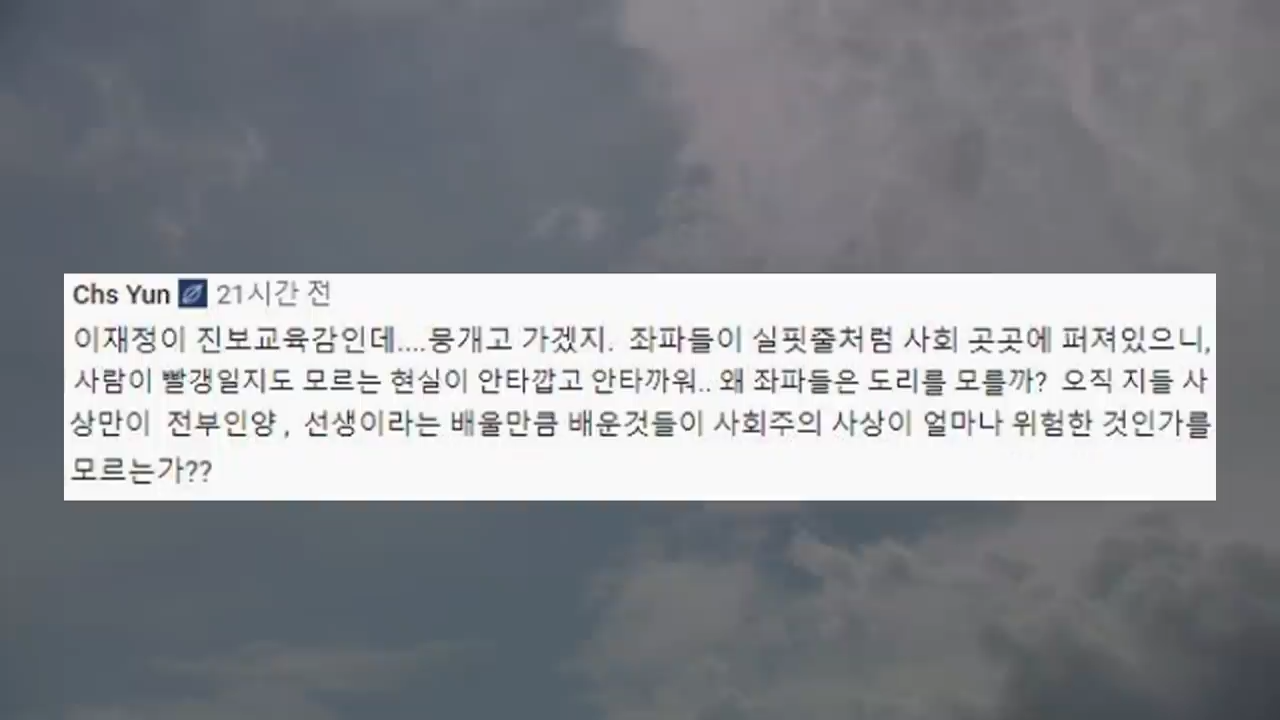 Chs Yun 21시간 전
이재정이 진보교육감인데....뭉개고 가겠지. 좌파들이 실핏줄처럼 사회 곳곳에 퍼져있으니,
사람이 빨갱일지도 모르는 현실이 안타깝고 안타까워.. 왜 좌파들은 도리를 모를까? 오직 지들 사
상만이 전부인양 , 선생이라는 배울만큼 배운것들이 사회주의 사상이 얼마나 위험한 것인가를
모르는가??